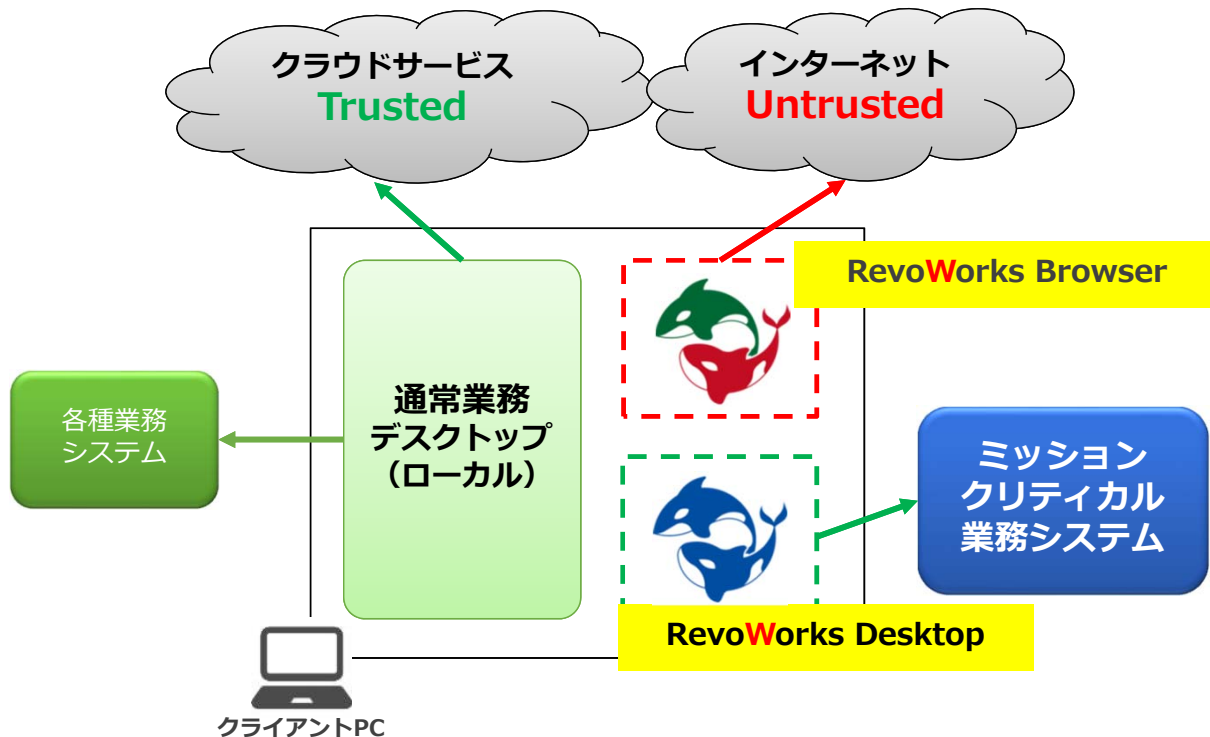 クラウドサービス
Trusted
インターネット
Untrusted
RevoWorks Browser
通常業務
デスクトップ
（ローカル）
各種業務
システム
ミッション
クリティカル
業務システム
RevoWorks Desktop
クライアントPC